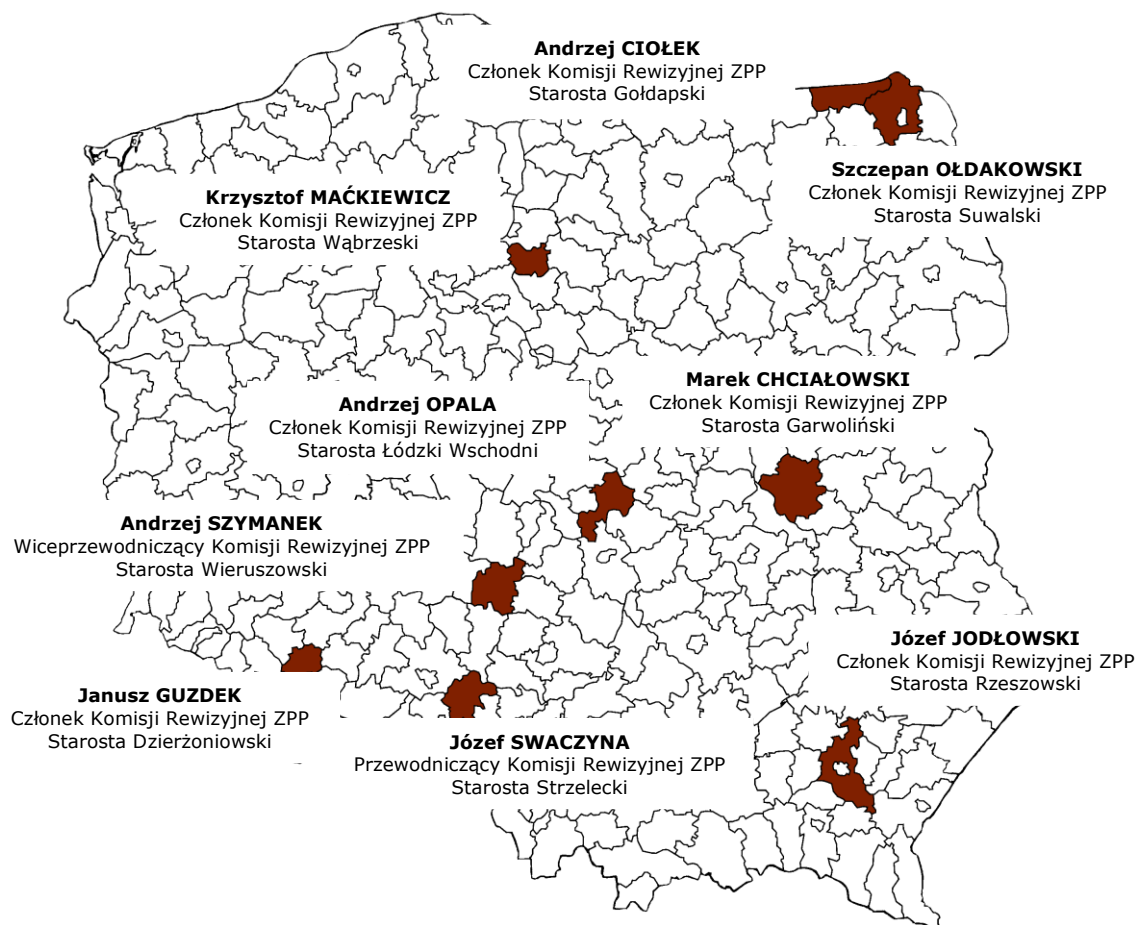 Andrzej CIOŁEK
Członek Komisji Rewizyjnej ZPP
Starosta Gołdapski
Szczepan OŁDAKOWSKI
Członek Komisji Rewizyjnej ZPP
Starosta Suwalski
Krzysztof MAĆKIEWICZ
Członek Komisji Rewizyjnej ZPP
Starosta Wąbrzeski
Marek CHCIAŁOWSKI
Członek Komisji Rewizyjnej ZPP
Starosta Garwoliński
Andrzej OPALA
Członek Komisji Rewizyjnej ZPP
Starosta Łódzki Wschodni
Andrzej SZYMANEK
Wiceprzewodniczący Komisji Rewizyjnej ZPP
Starosta Wieruszowski
Józef JODŁOWSKI
Członek Komisji Rewizyjnej ZPP
Starosta Rzeszowski
Janusz GUZDEK
Członek Komisji Rewizyjnej ZPP
Starosta Dzierżoniowski
Józef SWACZYNA
Przewodniczący Komisji Rewizyjnej ZPP
Starosta Strzelecki